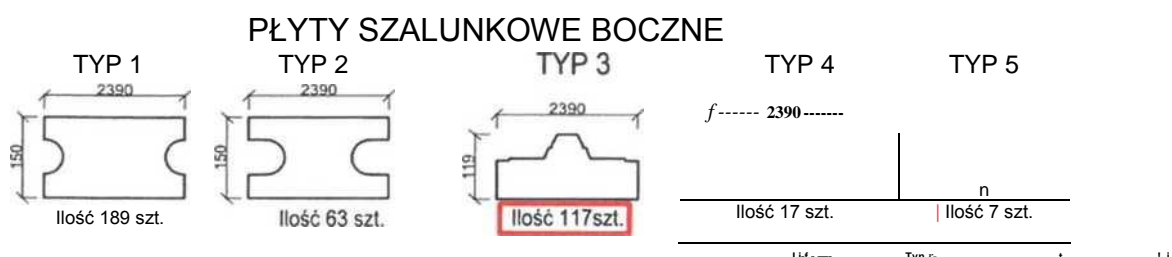 PŁYTY SZALUNKOWE BOCZNE
TYP 1 TYP 2 TYP 3 TYP 4 TYP 5
2390 2390 2390 f------ 2390-------
150 150 119
n
Ilość 189 szt. Ilość 63 szt. Ilość 117szt. Ilość 17 szt. | Ilość 7 szt.